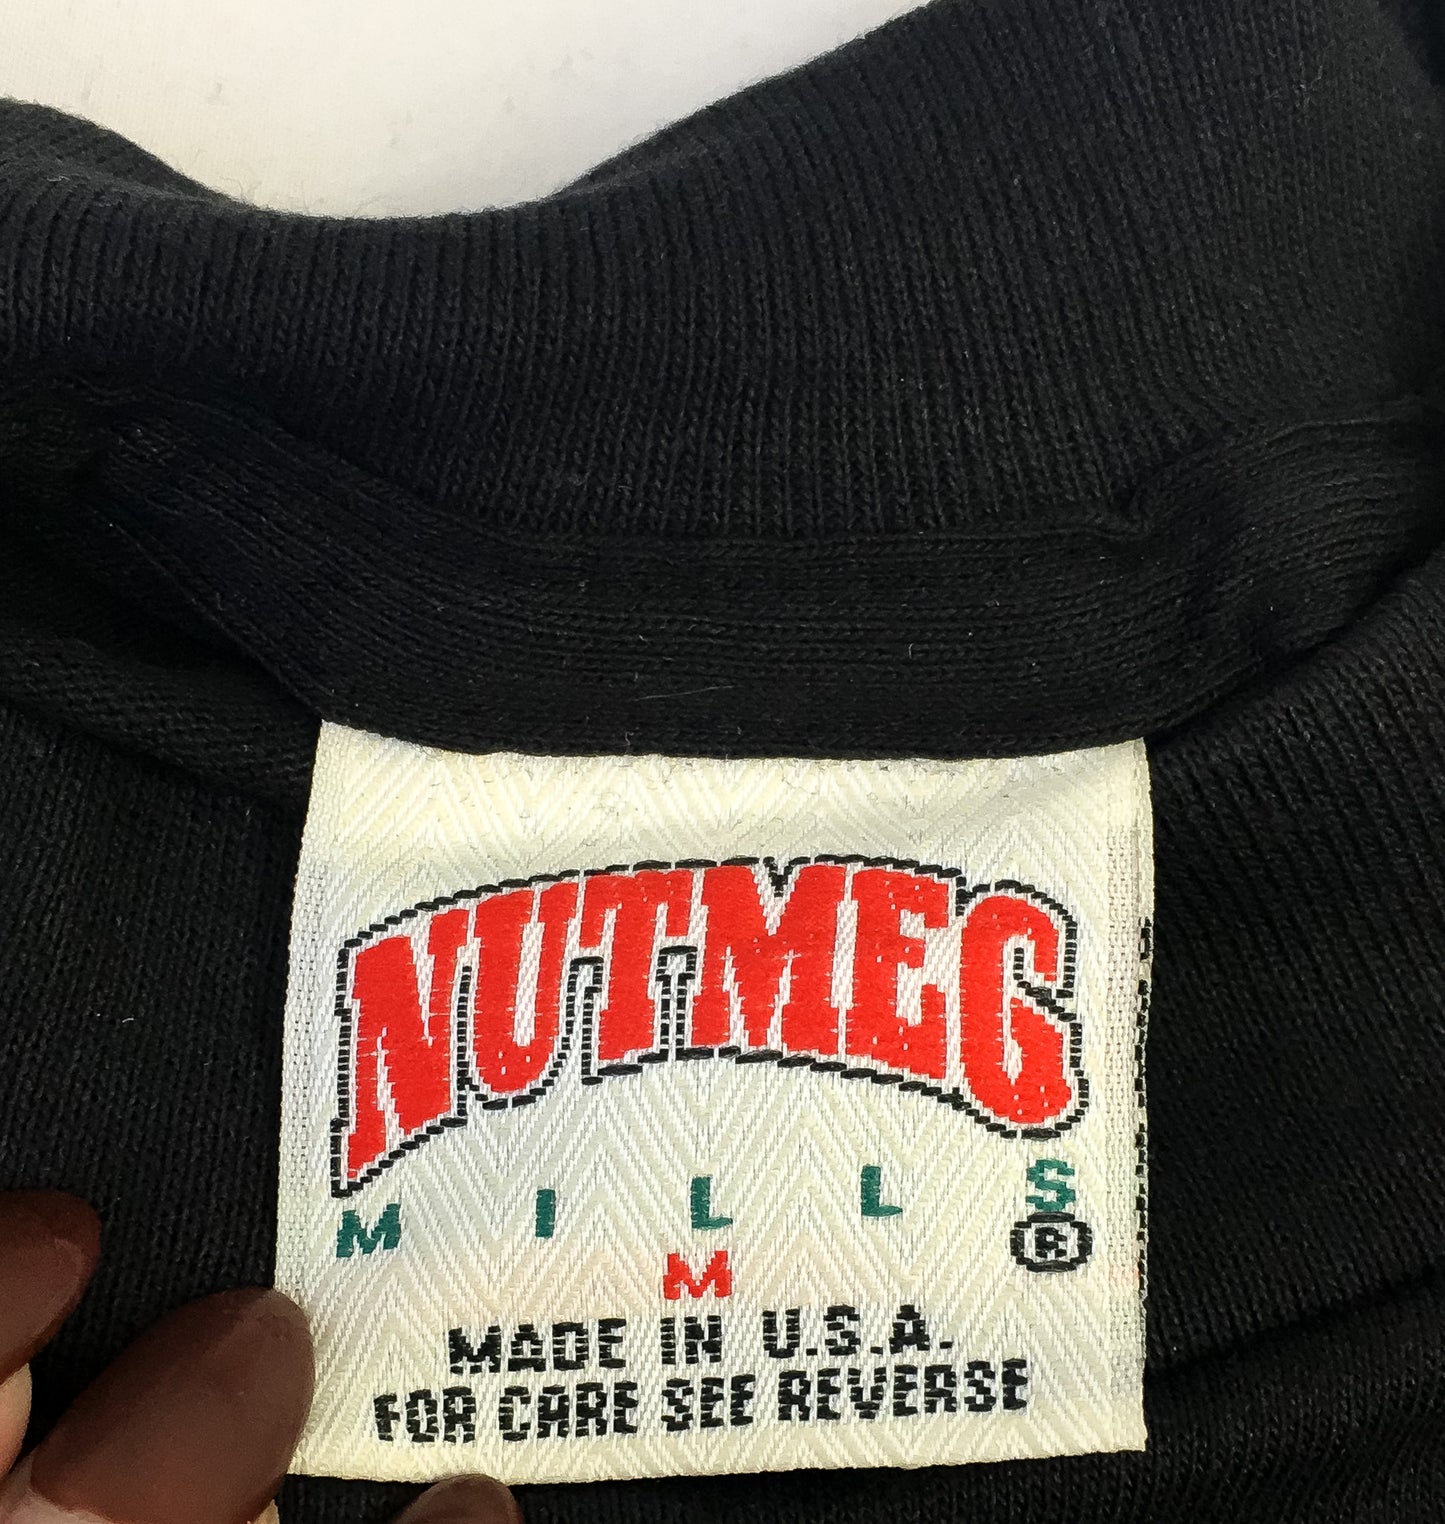 NUTMEG
MILLS
®
M
MADE IN U.S.A.
FOR CARE SEE REVERSE